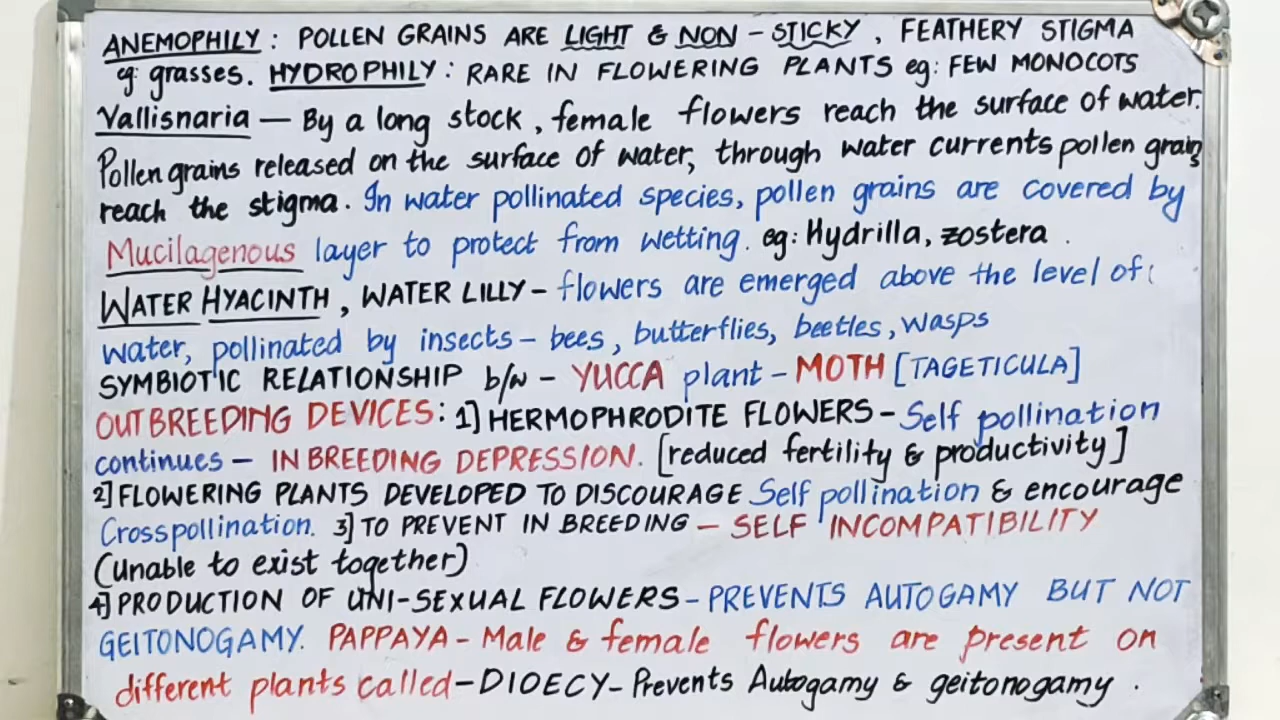 ANEMOPHILY : POLLEN GRAINS ARE LIGHT & NON - STICKY , FEATHERY STIGMA
eg: grasses. HYDROPHILY : RARE IN FLOWERING PLANTS eg: FEW MONOCOTS
Vallisnaria — By a long stock , female flowers reach the surface of water.
Pollen grains released on the surface of water, through water currents pollen grains
reach the stigma. In water pollinated species, pollen grains are covered by
Mucilagenous layer to protect from wetting. eg: Hydrilla, zostera .
WATER HYACINTH , WATER LILLY - flowers are emerged above the level of
water, pollinated by insects - bees, butterflies, beetles, wasps
SYMBIOTIC RELATIONSHIP b/w - YUCCA plant - MOTH [TAGETICULA]
OUTBREEDING DEVICES: 1] HERMOPHRODITE FLOWERS - Self pollination
continues - IN BREEDING DEPRESSION. [reduced fertility & productivity]
2] FLOWERING PLANTS DEVELOPED TO DISCOURAGE Self pollination & encourage
Crosspollination. 3] TO PREVENT IN BREEDING - SELF INCOMPATIBILITY
(Unable to exist together)
4] PRODUCTION OF UNI-SEXUAL FLOWERS - PREVENTS AUTOGAMY BUT NOT
GEITONOGAMY. PAPPAYA - Male & female flowers are present on
different plants called - DIOECY - Prevents Autogamy & geitonogamy .